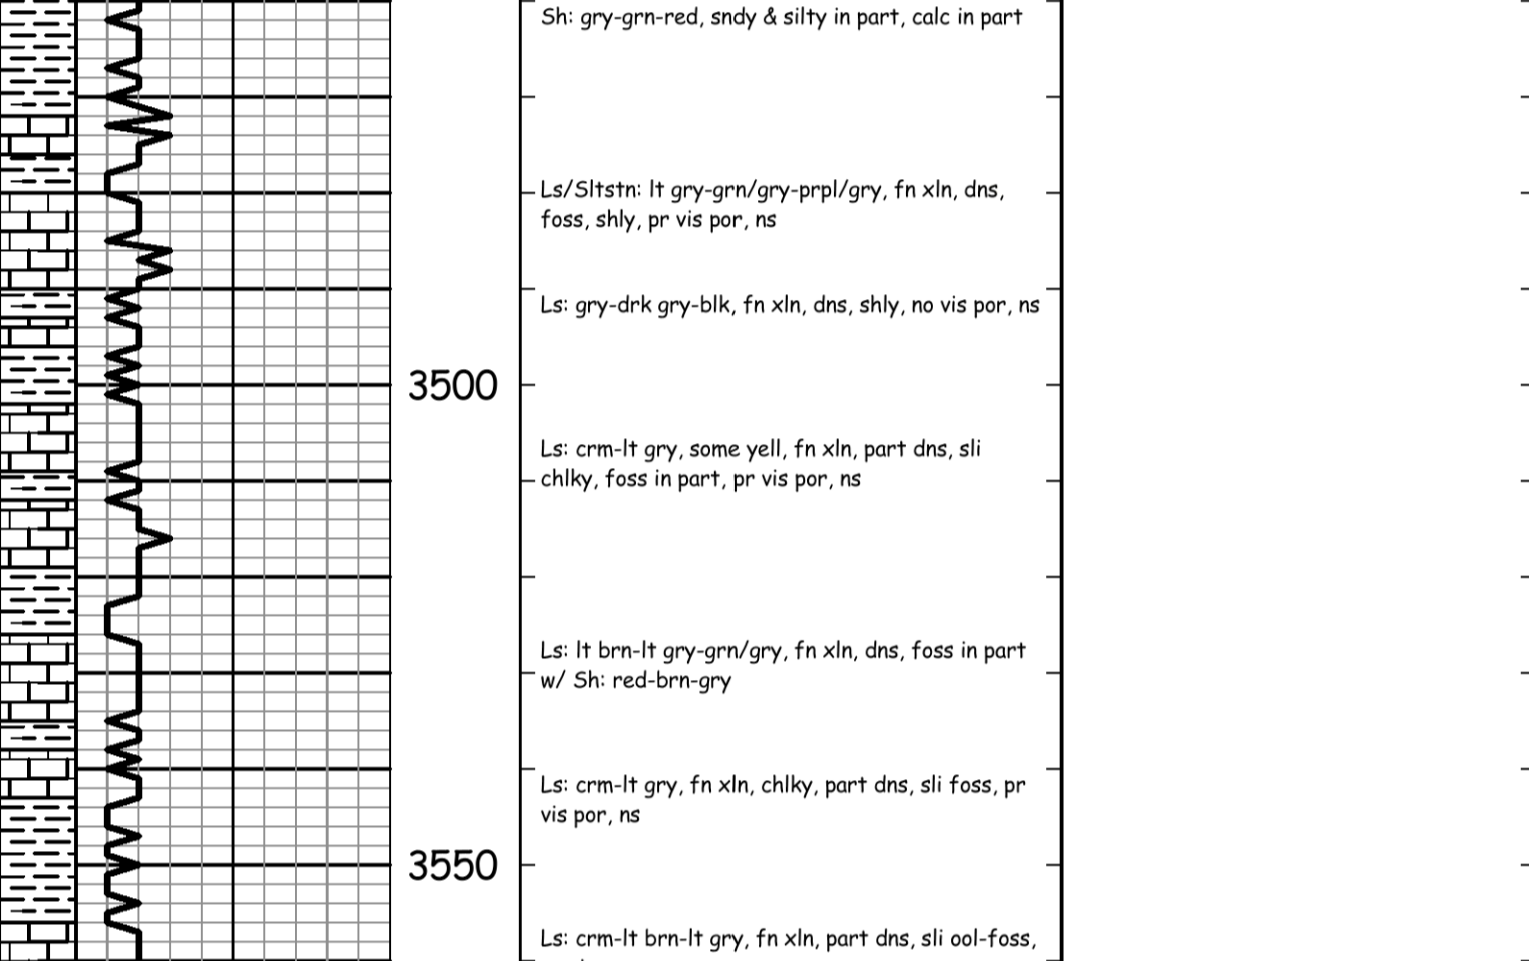 Sh: gry-grn-red, sndy & silty in part, calc in part
Ls/Sltstn: lt gry-grn/gry-prpl/gry, fn xln, dns,
foss, shly, pr vis por, ns
Ls: gry-drk gry-blk, fn xln, dns, shly, no vis por, ns
3500
Ls: crm-lt gry, some yell, fn xln, part dns, sli
chlky, foss in part, pr vis por, ns
Ls: lt brn-lt gry-grn/gry, fn xln, dns, foss in part
w/ Sh: red-brn-gry
Ls: crm-lt gry, fn xln, chlky, part dns, sli foss, pr
vis por, ns
3550
Ls: crm-lt brn-lt gry, fn xln, part dns, sli ool-foss,